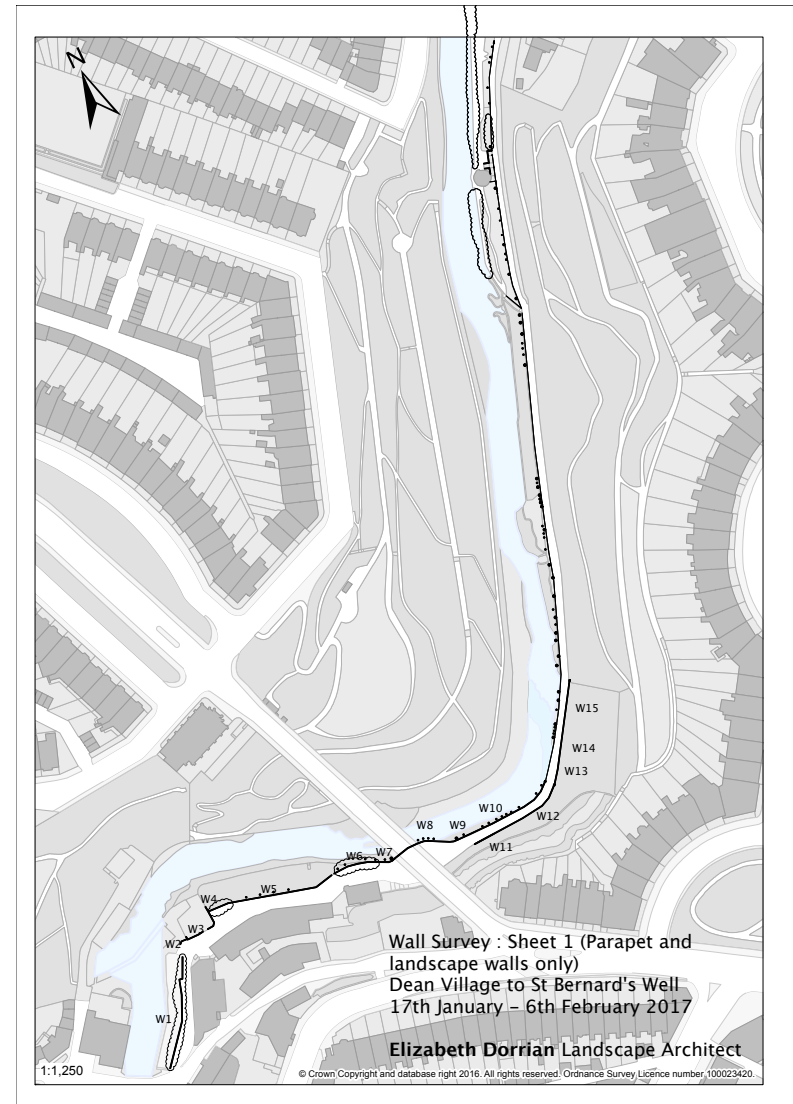 N
W15
W14
W13
W10
W12
W8
W9
W11
W6
W7
W5
W4
W3
W2
W1
Wall Survey : Sheet 1 (Parapet and
landscape walls only)
Dean Village to St Bernard's Well
17th January – 6th February 2017
Elizabeth Dorrian Landscape Architect
1:1,250
© Crown Copyright and database right 2016. All rights reserved. Ordnance Survey Licence number 100023420.